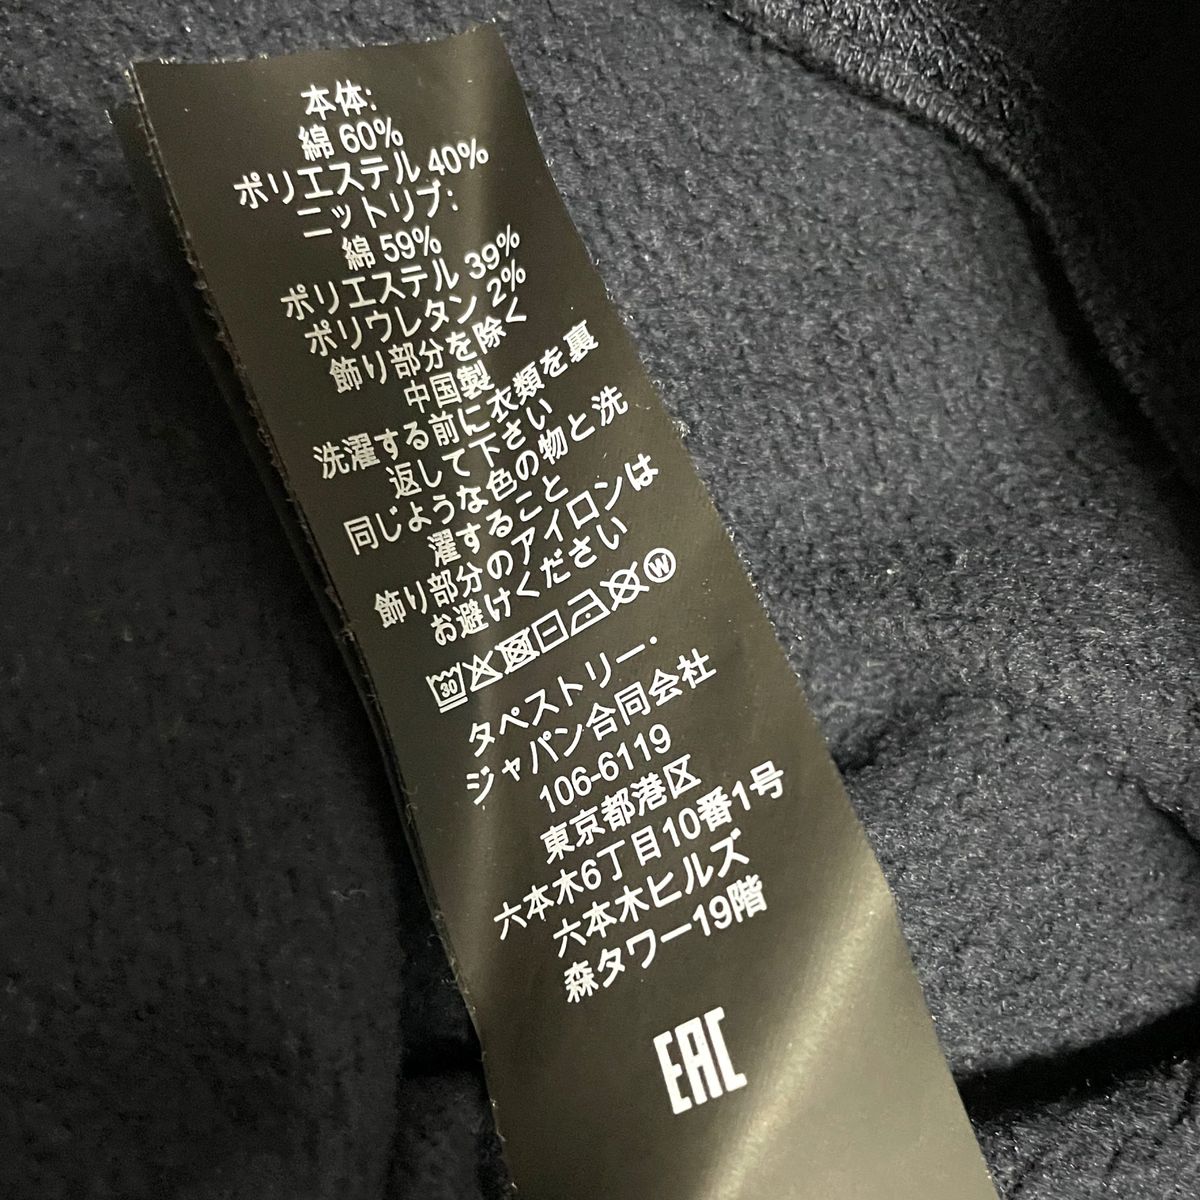 本体:
綿 60%
ポリエステル 40%
ニットリブ:
綿 59%
ポリエステル 39%
ポリウレタン 2%
飾り部分を除く
中国製
洗濯する前に衣類を裏
返して下さい
同じような色の物と洗
濯すること
飾り部分のアイロンは
お避けください
30 W
タペストリー・
ジャパン合同会社
106-6119
東京都港区
六本木6丁目10番1号
六本木ヒルズ
森タワー19階
EAC